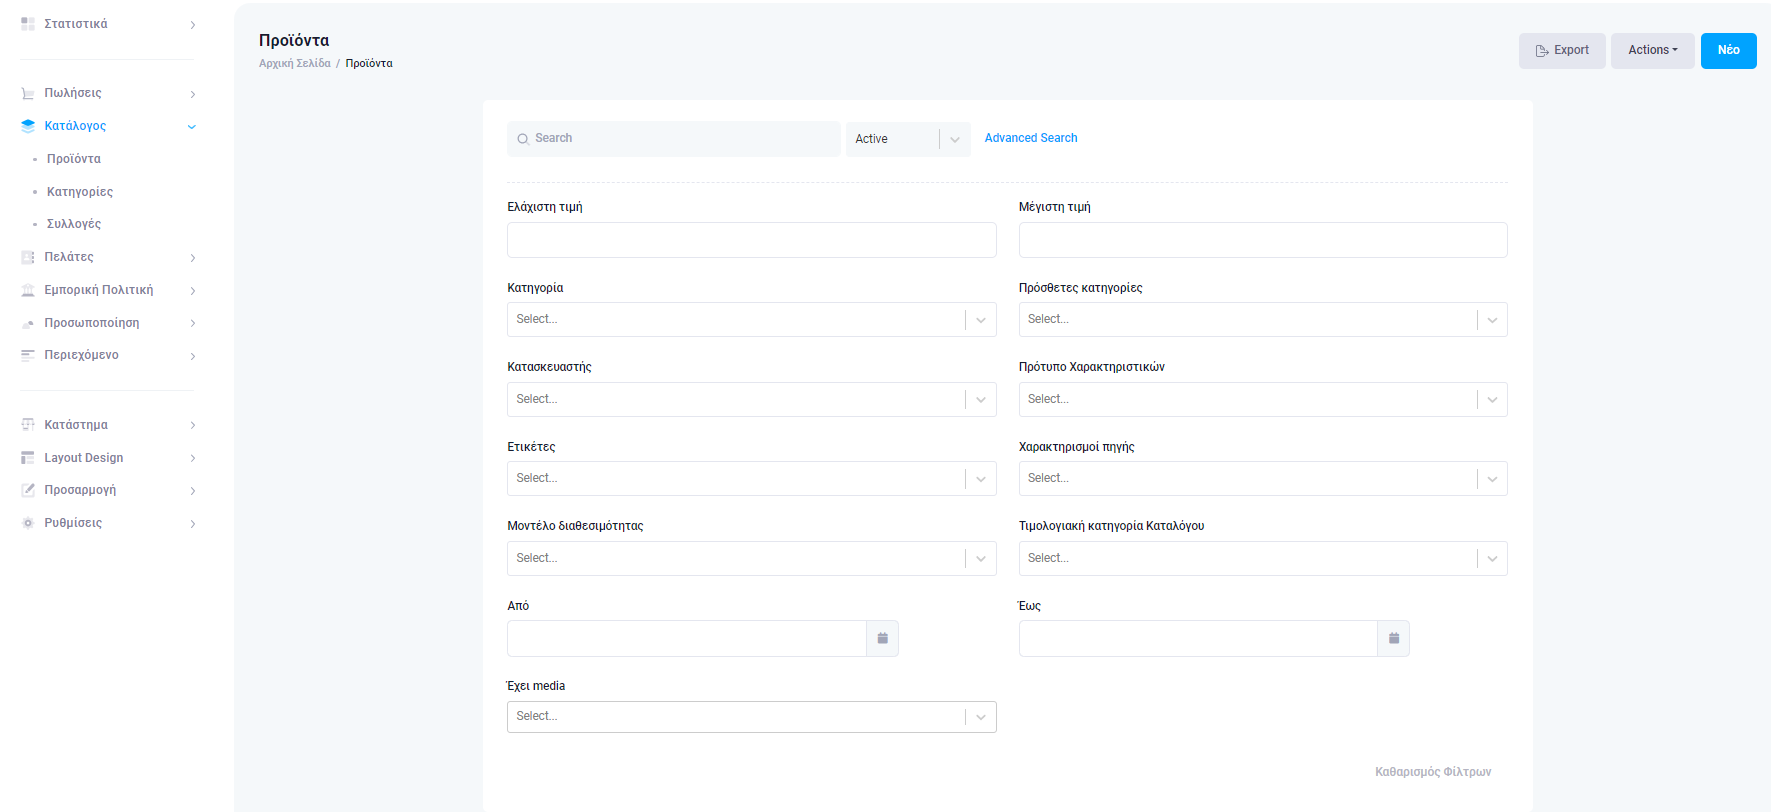 Στατιστικά
Πωλήσεις
Κατάλογος
Προϊόντα
Κατηγορίες
Συλλογές
Πελάτες
Εμπορική Πολιτική
Προσωποποίηση
Περιεχόμενο
Κατάστημα
Layout Design
Προσαρμογή
Ρυθμίσεις
Προϊόντα
Αρχική Σελίδα / Προϊόντα
Export Actions Νέο
Search Active Advanced Search
Ελάχιστη τιμή Μέγιστη τιμή
Κατηγορία Πρόσθετες κατηγορίες
Select... Select...
Κατασκευαστής Πρότυπο Χαρακτηριστικών
Select... Select...
Ετικέτες Χαρακτηρισμοί πηγής
Select... Select...
Μοντέλο διαθεσιμότητας Τιμολογιακή κατηγορία Καταλόγου
Select... Select...
Από Έως
Έχει media
Select...
Καθαρισμός Φίλτρων